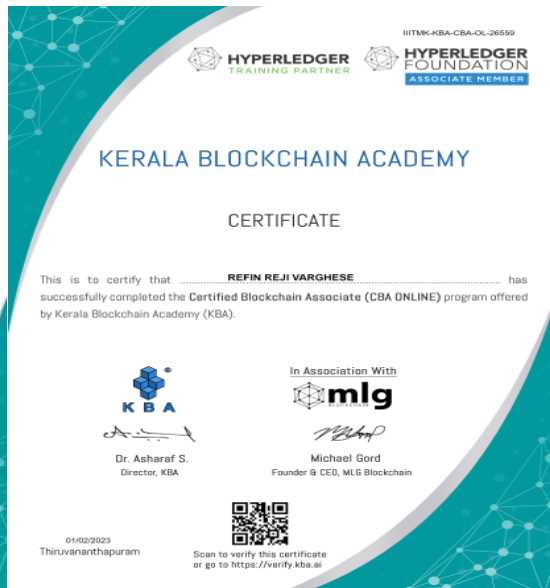 IIITMK-KBA-CBA-OL-26559
HYPERLEDGER
TRAINING PARTNER
HYPERLEDGER
FOUNDATION
ASSOCIATE MEMBER
KERALA BLOCKCHAIN ACADEMY
CERTIFICATE
This is to certify that REFIN REJI VARGHESE has
successfully completed the Certified Blockchain Associate (CBA ONLINE) program offered
by Kerala Blockchain Academy (KBA).
KBA
Dr. Asharaf S.
Director, KBA
In Association With
mlg
BLOCKCHAIN
Michael Gord
Founder & CEO, MLG Blockchain
01/02/2023
Thiruvananthapuram
Scan to verify this certificate
or go to https://verify.kba.ai